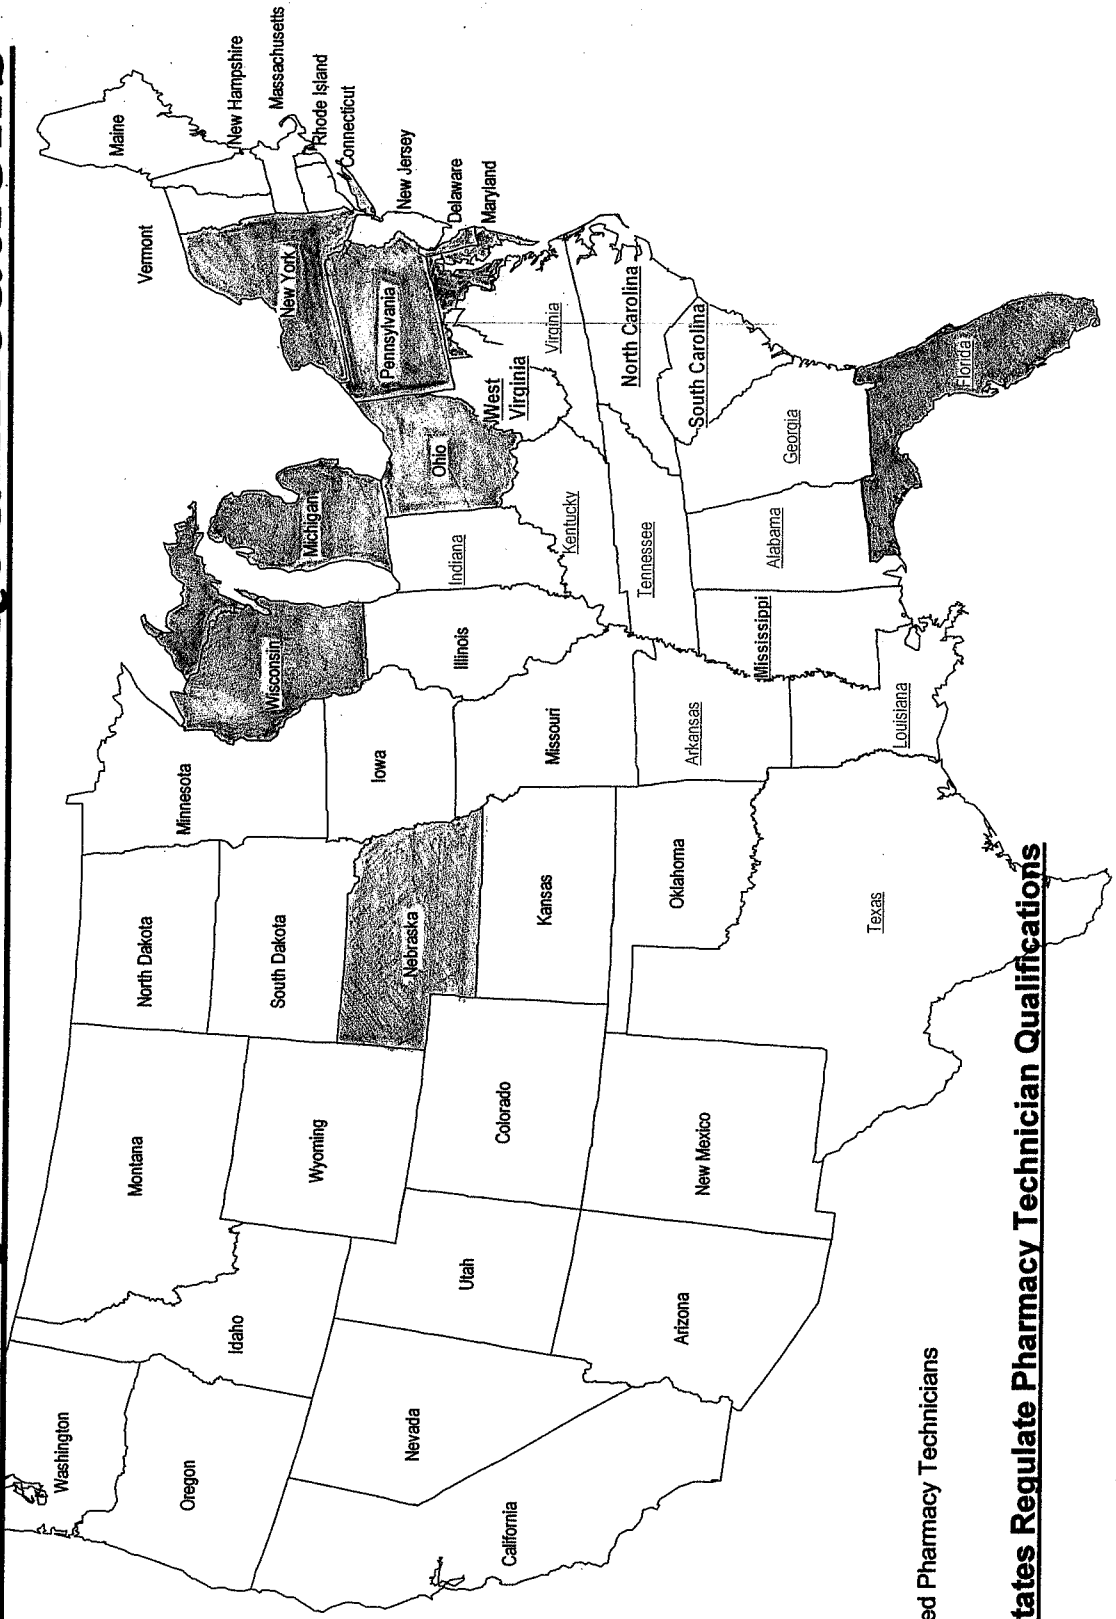 Washington
Oregon
California
Nevada
Idaho
Montana
Wyoming
Utah
Arizona
Colorado
New Mexico
North Dakota
South Dakota
Nebraska
Kansas
Oklahoma
Texas
Minnesota
Iowa
Missouri
Arkansas
Louisiana
Wisconsin
Illinois
Mississippi
Michigan
Indiana
Kentucky
Tennessee
Alabama
Ohio
West
Virginia
Virginia
North Carolina
South Carolina
Georgia
Florida
Pennsylvania
New York
Vermont
Maine
New Hampshire
Massachusetts
Rhode Island
Connecticut
New Jersey
Delaware
Maryland
ed Pharmacy Technicians
tates Regulate Pharmacy Technician Qualifications